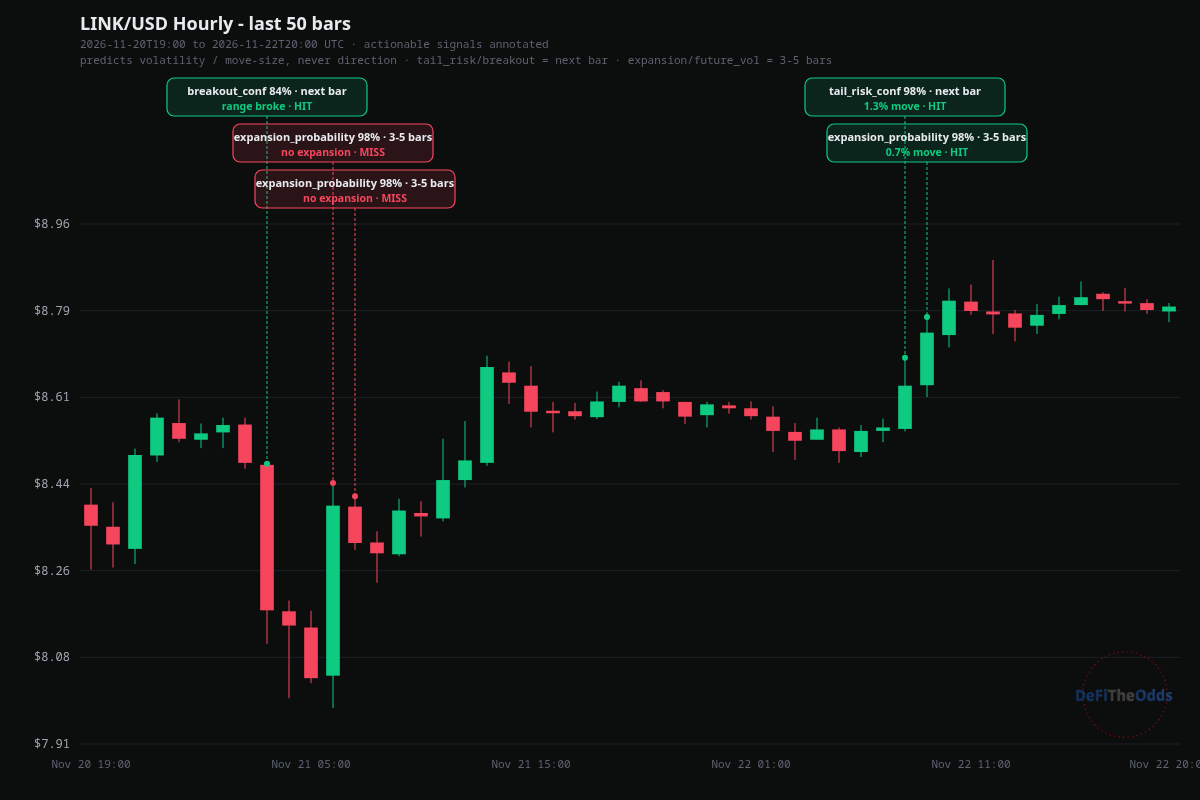 LINK/USD Hourly - last 50 bars
2026-11-20T19:00 to 2026-11-22T20:00 UTC · actionable signals annotated
predicts volatility / move-size, never direction · tail_risk/breakout = next bar · expansion/future_vol = 3-5 bars
breakout_conf 84% · next bar
range broke · HIT
expansion_probability 98% · 3-5 bars
no expansion · MISS
expansion_probability 98% · 3-5 bars
no expansion · MISS
tail_risk_conf 98% · next bar
1.3% move · HIT
expansion_probability 98% · 3-5 bars
0.7% move · HIT
$8.96
$8.79
$8.61
$8.44
$8.26
$8.08
$7.91
Nov 20 19:00 Nov 21 05:00 Nov 21 15:00 Nov 22 01:00 Nov 22 11:00 Nov 22 20:0
DeFiTheOdds